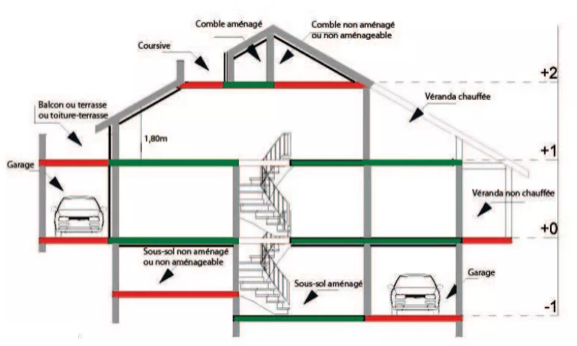 Comble aménagé
Comble non aménagé
ou non aménageable
Coursive
+2
Véranda chauffée
Balcon ou terrasse
ou toiture-terrasse
1,80m
+1
Garage
Véranda non chauffée
+0
Sous-sol non aménagé
ou non aménageable
Sous-sol aménagé
Garage
-1